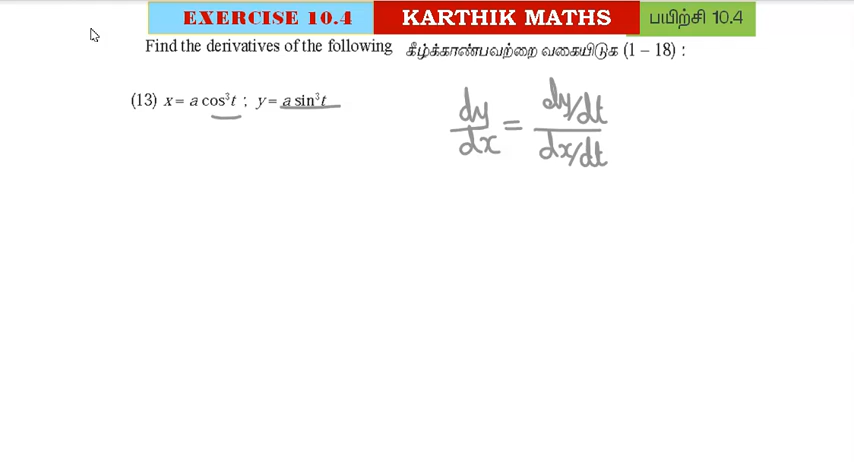 EXERCISE 10.4 KARTHIK MATHS பயிற்சி 10.4
Find the derivatives of the following கீழ்க்காண்பவற்றை வகையிடுக (1 – 18) :
(13) x = a cos³t ; y = a sin³t
dy/dx = (dy/dt)/(dx/dt)